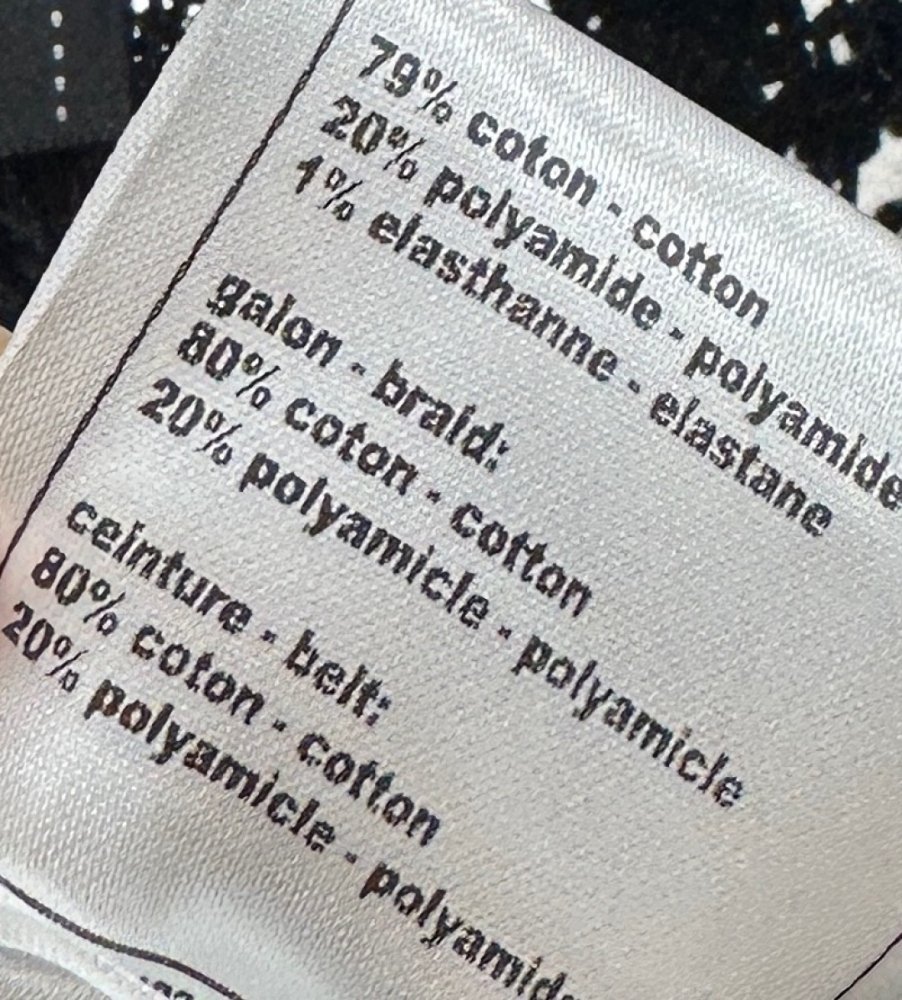 79% coton - cotton
20% polyamide - polyamide
1% elasthanne - elastane
galon - braid:
80% coton - cotton
20% polyamicle - polyamicle
ceinture - belt:
80% coton - cotton
20% polyamicle - polyamide